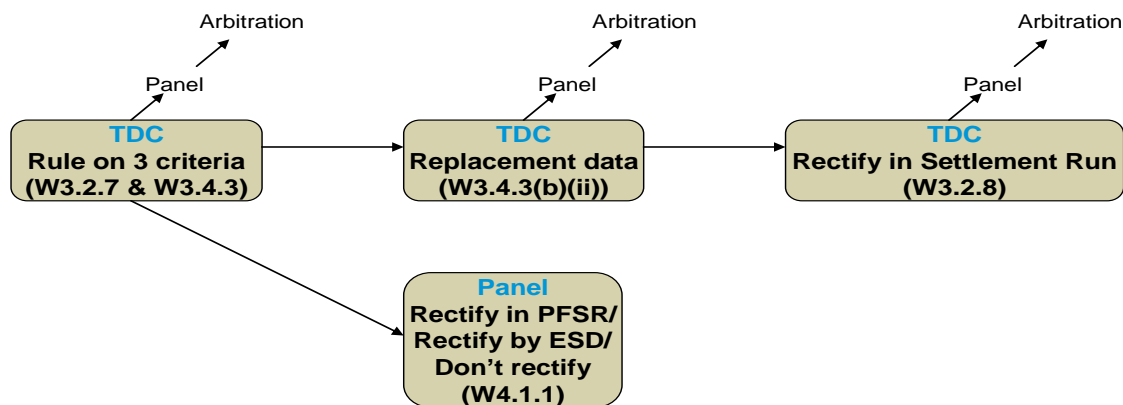 Arbitration
Panel
TDC
Rule on 3 criteria
(W3.2.7 & W3.4.3)
Arbitration
Panel
TDC
Replacement data
(W3.4.3(b)(ii))
Arbitration
Panel
TDC
Rectify in Settlement Run
(W3.2.8)
Panel
Rectify in PFSR/
Rectify by ESD/
Don't rectify
(W4.1.1)